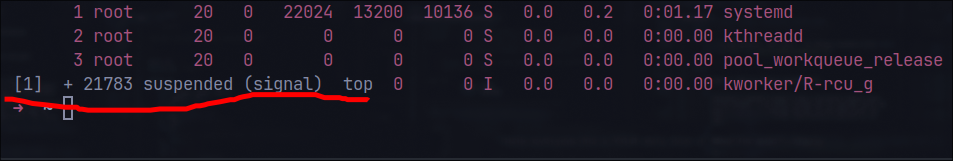 1 root 20 0 22024 13200 10136 S 0.0 0.2 0:01.17 systemd
2 root 20 0 0 0 0 S 0.0 0.0 0:00.00 kthreadd
3 root 20 0 0 0 0 S 0.0 0.0 0:00.00 pool_workqueue_release
[1] + 21783 suspended (signal) top 0 0 I 0.0 0.0 0:00.00 kworker/R-rcu_g
→ ~